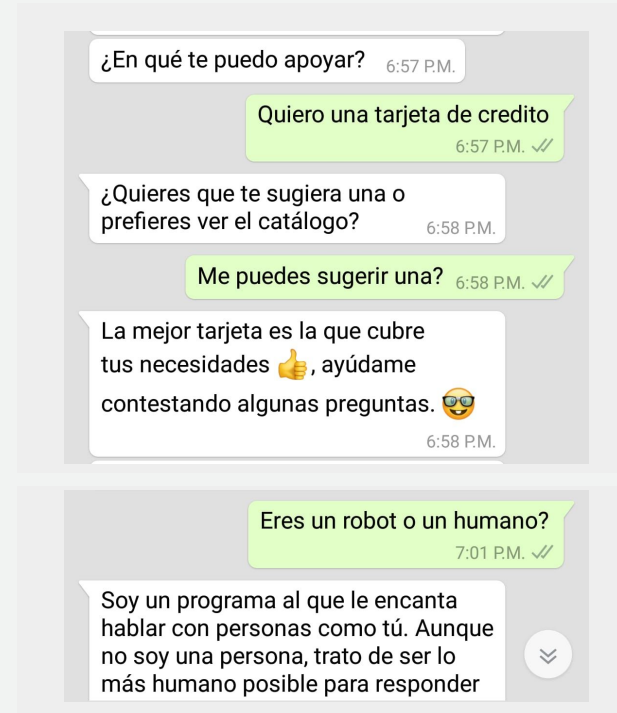 ¿En qué te puedo apoyar? 6:57 P.M.
Quiero una tarjeta de credito
6:57 P.M.
¿Quieres que te sugiera una o
prefieres ver el catálogo? 6:58 P.M.
Me puedes sugerir una? 6:58 P.M.
La mejor tarjeta es la que cubre
tus necesidades 👍, ayúdame
contestando algunas preguntas. 🤓
6:58 P.M.
Eres un robot o un humano?
7:01 P.M.
Soy un programa al que le encanta
hablar con personas como tú. Aunque
no soy una persona, trato de ser lo
más humano posible para responder